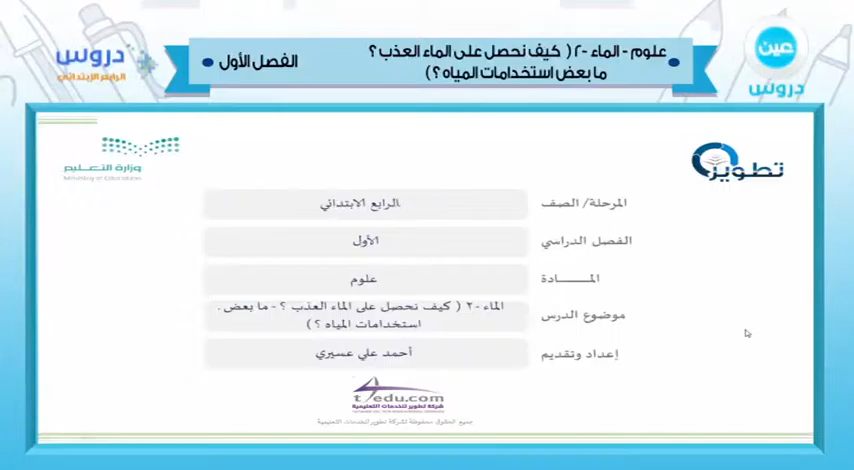 علوم - الماء -٢ ( كيف نحصل على الماء العذب ؟
ما بعض استخدامات المياه ؟)
الفصل الأول
عين
دروس
دروس
الرابع الإبتدائي
وزارة التعليم
Ministry of Education
تطوير
المرحلة/ الصف
الرابع الابتدائي
الفصل الدراسي
الأول
المـــــــادة
علوم
موضوع الدرس
الماء -٢ ( كيف نحصل على الماء العذب ؟ - ما بعض .
استخدامات المياه ؟ )
إعداد وتقديم
أحمد علي عسيري
t4edu.com
شركة تطوير للخدمات التعليمية
جميع الحقوق محفوظة لشركة تطوير للخدمات التعليمية